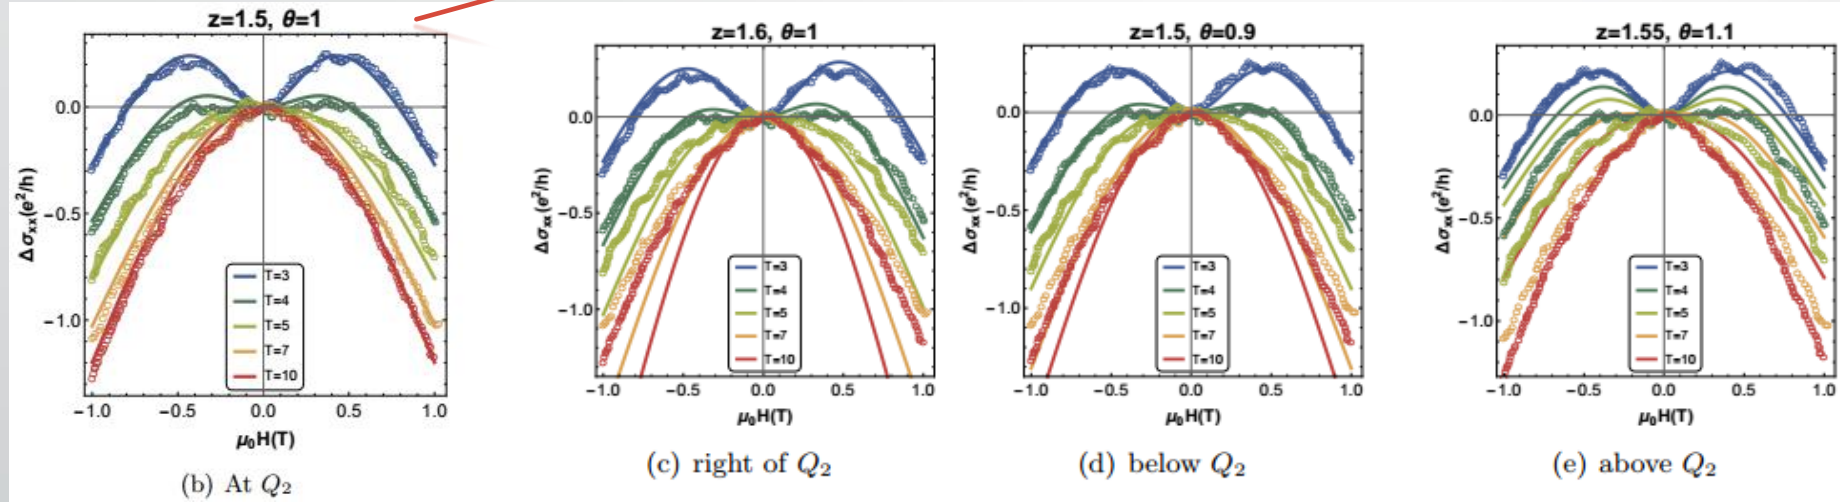 z=1.5, θ=1
Δσxx(e²/h)
0.0
−0.5
−1.0
T=3
T=4
T=5
T=7
T=10
−1.0 −0.5 0.0 0.5 1.0
μ₀H(T)
(b) At Q₂
z=1.6, θ=1
Δσxx(e²/h)
0.0
−0.5
−1.0
T=3
T=4
T=5
T=7
T=10
−1.0 −0.5 0.0 0.5 1.0
μ₀H(T)
(c) right of Q₂
z=1.5, θ=0.9
Δσxx(e²/h)
0.0
−0.5
−1.0
T=3
T=4
T=5
T=7
T=10
−1.0 −0.5 0.0 0.5 1.0
μ₀H(T)
(d) below Q₂
z=1.55, θ=1.1
Δσxx(e²/h)
0.0
−0.5
−1.0
T=3
T=4
T=5
T=7
T=10
−1.0 −0.5 0.0 0.5 1.0
μ₀H(T)
(e) above Q₂